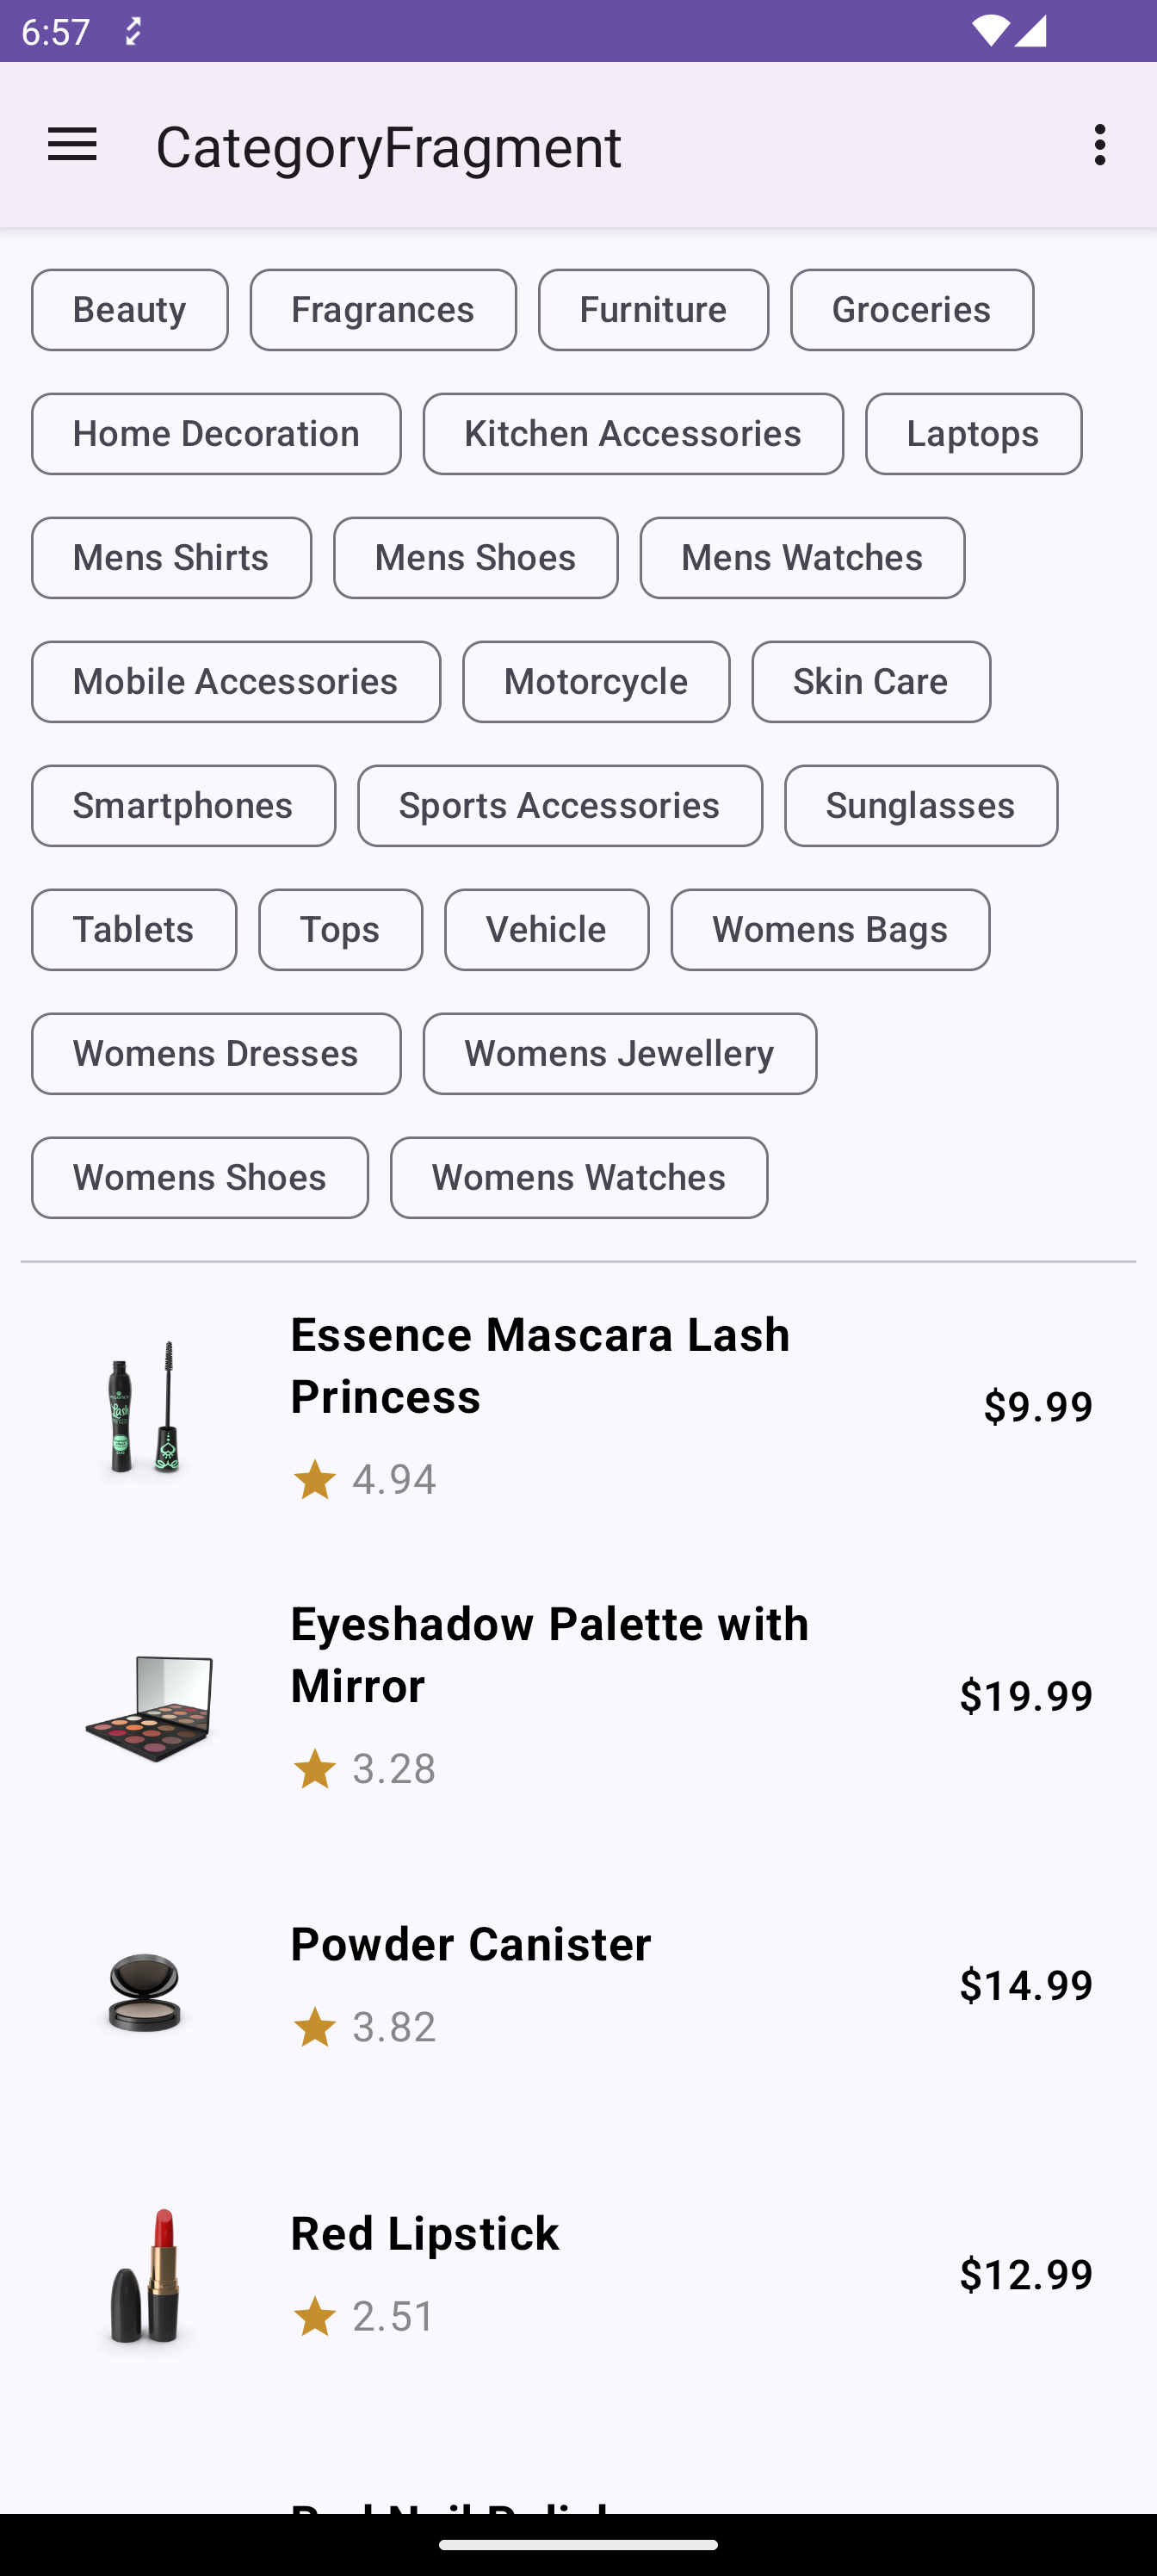 6:57
CategoryFragment
Beauty Fragrances Furniture Groceries
Home Decoration Kitchen Accessories Laptops
Mens Shirts Mens Shoes Mens Watches
Mobile Accessories Motorcycle Skin Care
Smartphones Sports Accessories Sunglasses
Tablets Tops Vehicle Womens Bags
Womens Dresses Womens Jewellery
Womens Shoes Womens Watches
Essence Mascara Lash
Princess
$9.99
4.94
Eyeshadow Palette with
Mirror
$19.99
3.28
Powder Canister
$14.99
3.82
Red Lipstick
$12.99
2.51